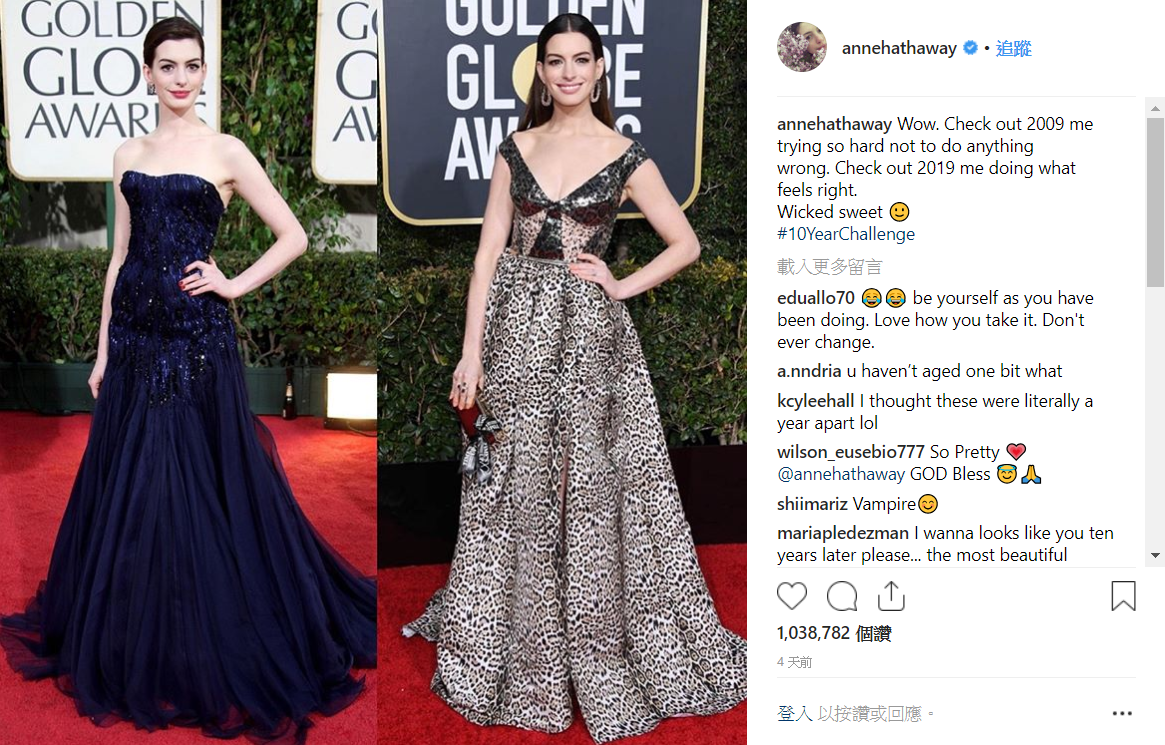 GOLDEN
GLO
AWARDS
GO
G
AW
GOLDEN
GLOBE
AWA S
annehathaway • 追蹤
annehathaway Wow. Check out 2009 me
trying so hard not to do anything
wrong. Check out 2019 me doing what
feels right.
Wicked sweet 🙂
#10YearChallenge
載入更多留言
eduallo70 😂😂 be yourself as you have
been doing. Love how you take it. Don't
ever change.
a.nndria u haven’t aged one bit what
kcyleehall I thought these were literally a
year apart lol
wilson_eusebio777 So Pretty ❤️
@annehathaway GOD Bless 😇🙏
shiimariz Vampire😊
mariapledezman I wanna looks like you ten
years later please... the most beautiful
1,038,782 個讚
4 天前
登入 以按讚或回應。